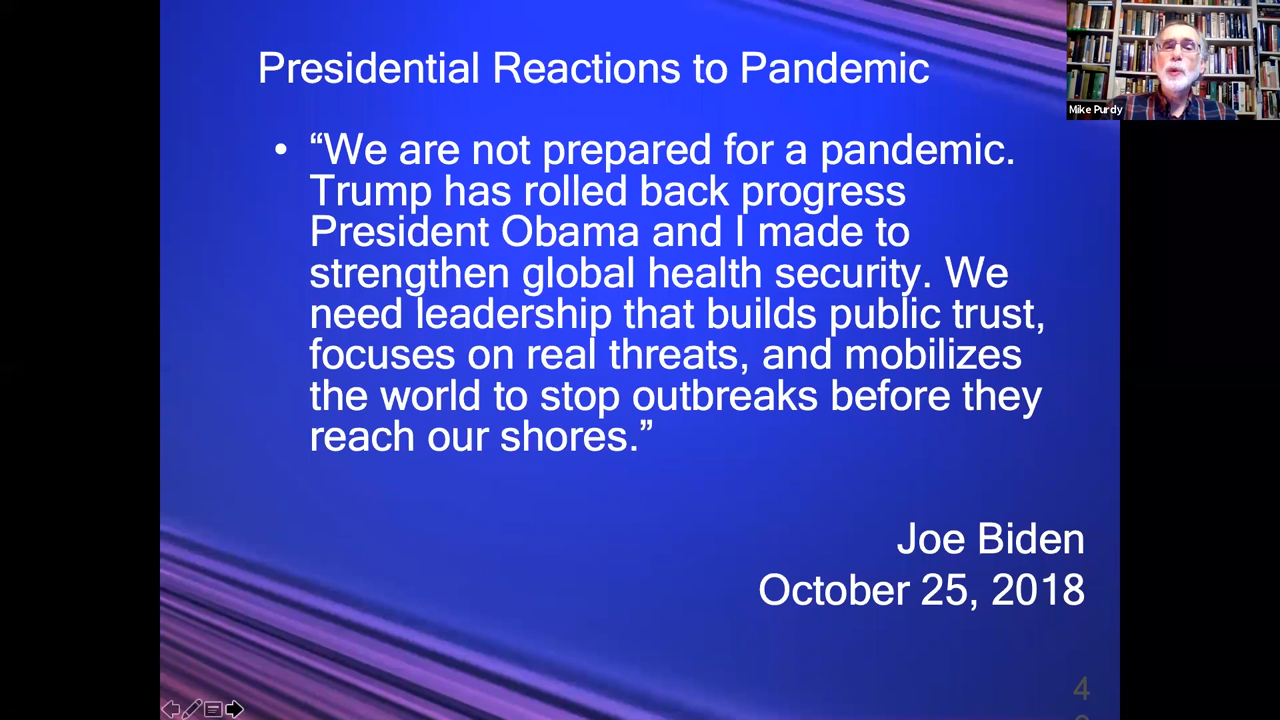 Presidential Reactions to Pandemic
Mike Purdy
• “We are not prepared for a pandemic.
Trump has rolled back progress
President Obama and I made to
strengthen global health security. We
need leadership that builds public trust,
focuses on real threats, and mobilizes
the world to stop outbreaks before they
reach our shores.”
Joe Biden
October 25, 2018
4